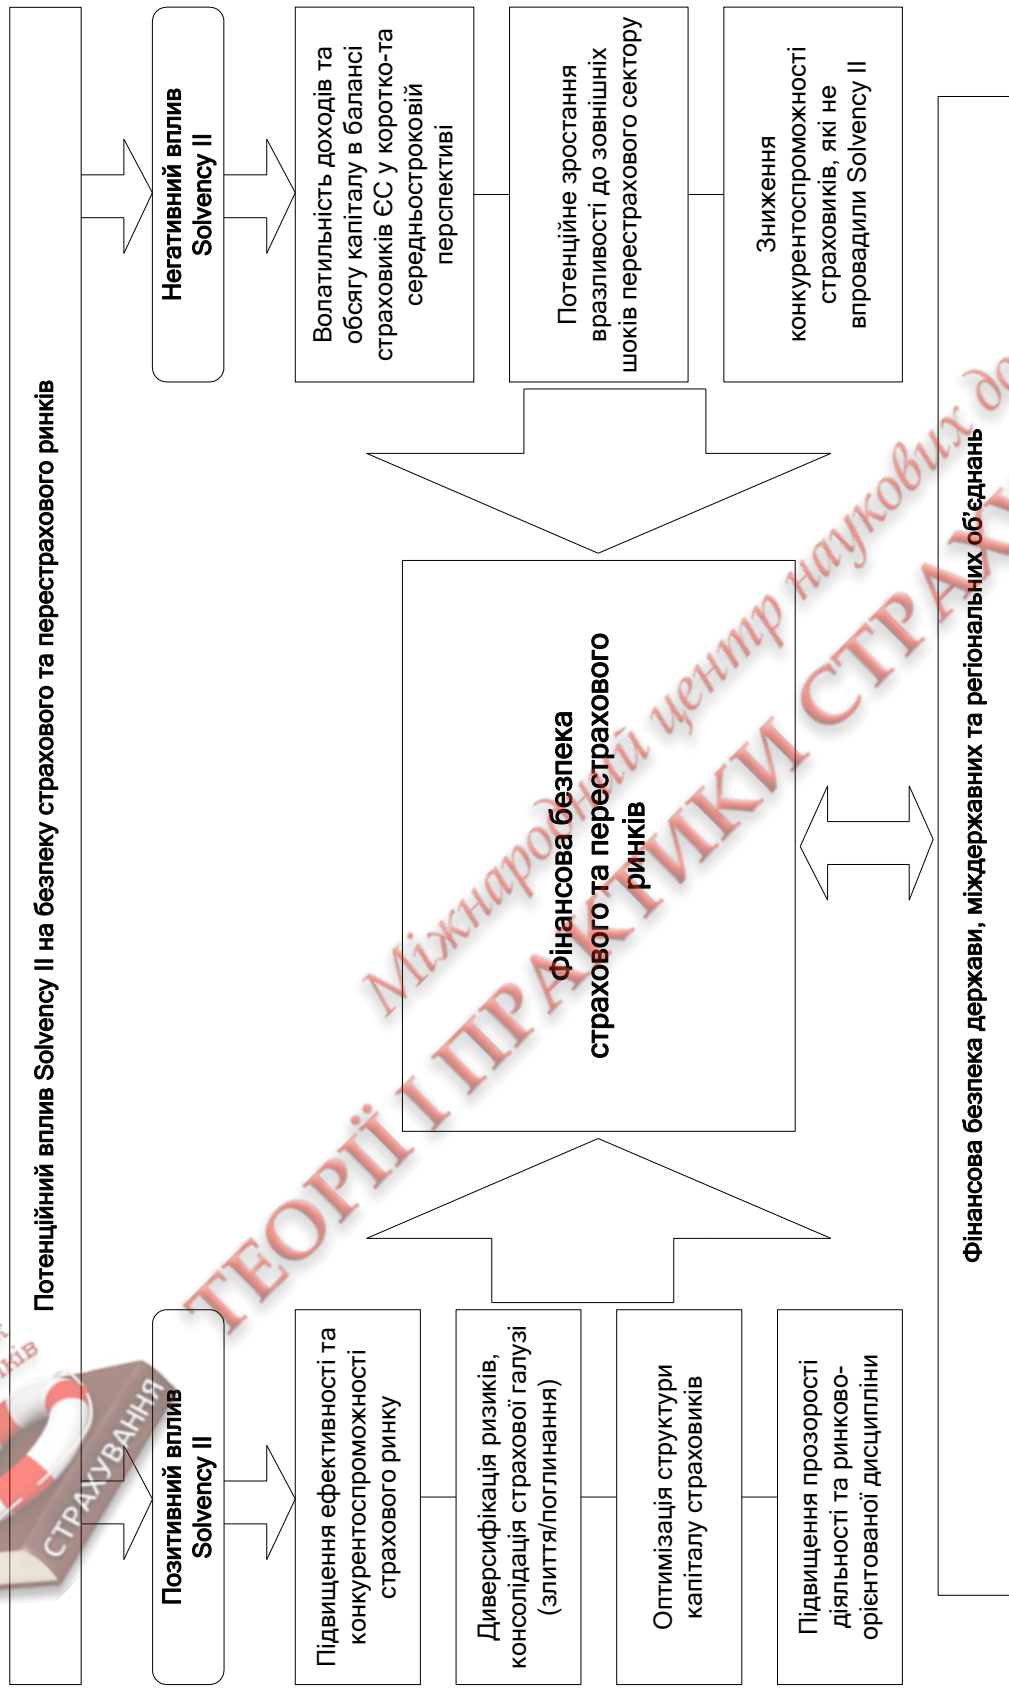 Потенційний вплив Solvency II на безпеку страхового та перестрахового ринків
Позитивний вплив
Solvency II
Негативний вплив
Solvency II
Підвищення ефективності та
конкурентоспроможності
страхового ринку
Диверсифікація ризиків,
консолідація страхової галузі
(злиття/поглинання)
Оптимізація структури
капіталу страховиків
Підвищення прозорості
діяльності та ринково-
орієнтованої дисципліни
Фінансова безпека
страхового та перестрахового
ринків
Волатильність доходів та
обсягу капіталу в балансі
страховиків ЄС у коротко-та
середньостроковій
перспективі
Потенційне зростання
вразливості до зовнішніх
шоків перестрахового сектору
Зниження
конкурентоспроможності
страховиків, які не
впровадили Solvency II
Фінансова безпека держави, міждержавних та регіональних об'єднань
Міжнародний центр наукових
ТЕОРІЇ І ПРАКТИКИ
СТРАХУВАННЯ